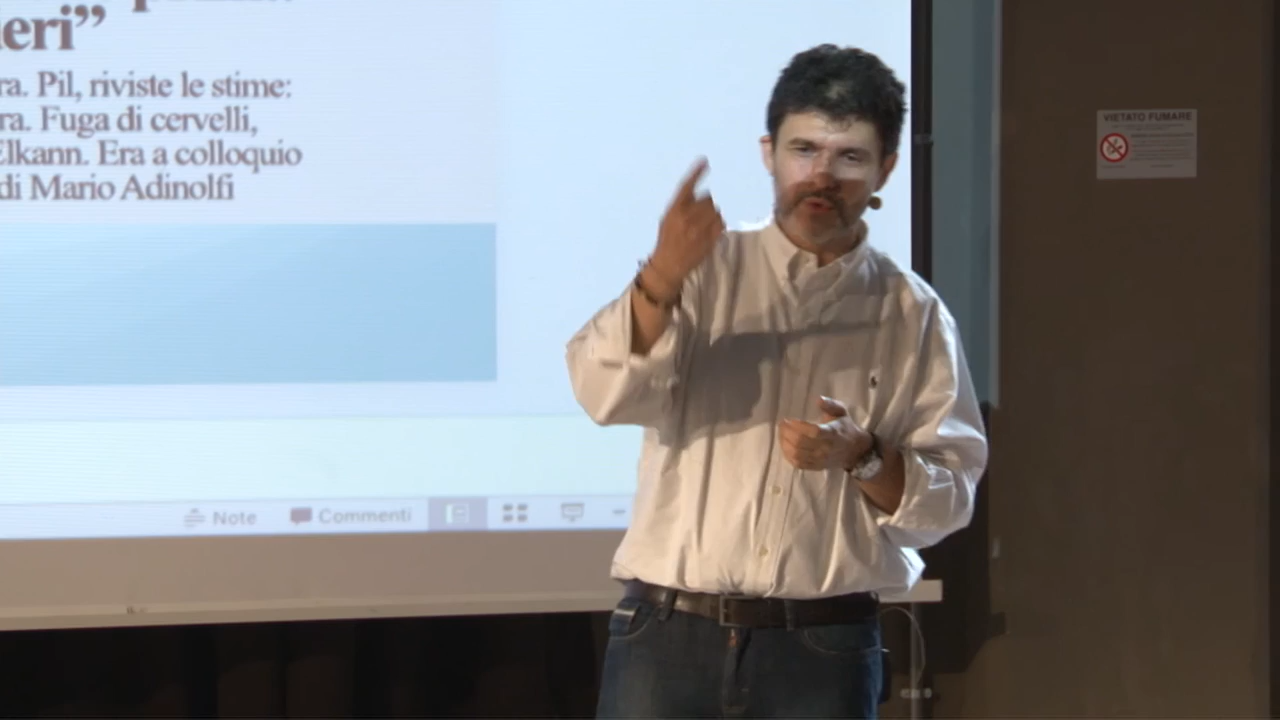 ieri”
ra. Pil, riviste le stime:
ra. Fuga di cervelli,
Elkann. Era a colloquio
di Mario Adinolfi
Note
Commenti
VIETATO FUMARE